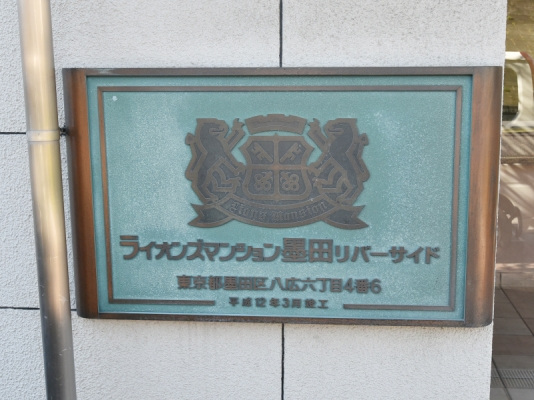 Lions Mansion
ライオンズマンション墨田リバーサイド
東京都墨田区八広六丁目4番6
平成12年3月竣工